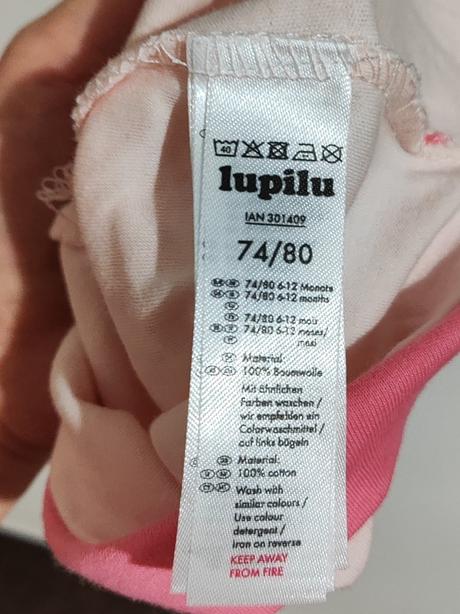 40
lupilu
IAN 301409
74/80
74/80 6-12 Monate
74/80 6-12 months
74/80 6-12 mois
74/80 6-12 meses/
mesi
Material:
100% Baumwolle
Mit ähnlichen
Farben waschen /
wir empfehlen ein
Colorwaschmittel /
auf links bügeln
Material:
100% cotton
Wash with
similar colours /
Use colour
detergent /
iron on reverse
KEEP AWAY
FROM FIRE